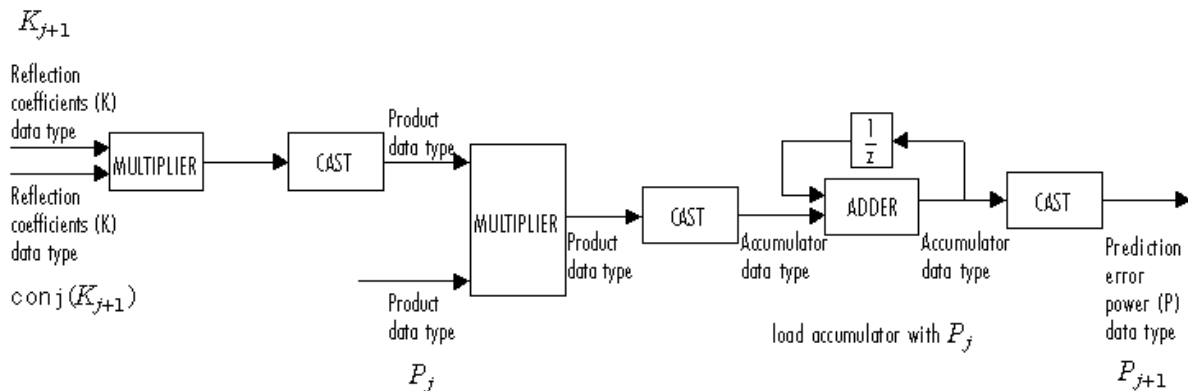 K_{j+1}
Reflection
coefficients (K)
data type
MULTIPLIER
Reflection
coefficients (K)
data type
conj(K_{j+1})
CAST
Product
data type
MULTIPLIER
Product
data type
P_j
Product
data type
CAST
Accumulator
data type
1
z
ADDER
load accumulator with P_j
Accumulator
data type
CAST
Prediction
error
power (P)
data type
P_{j+1}